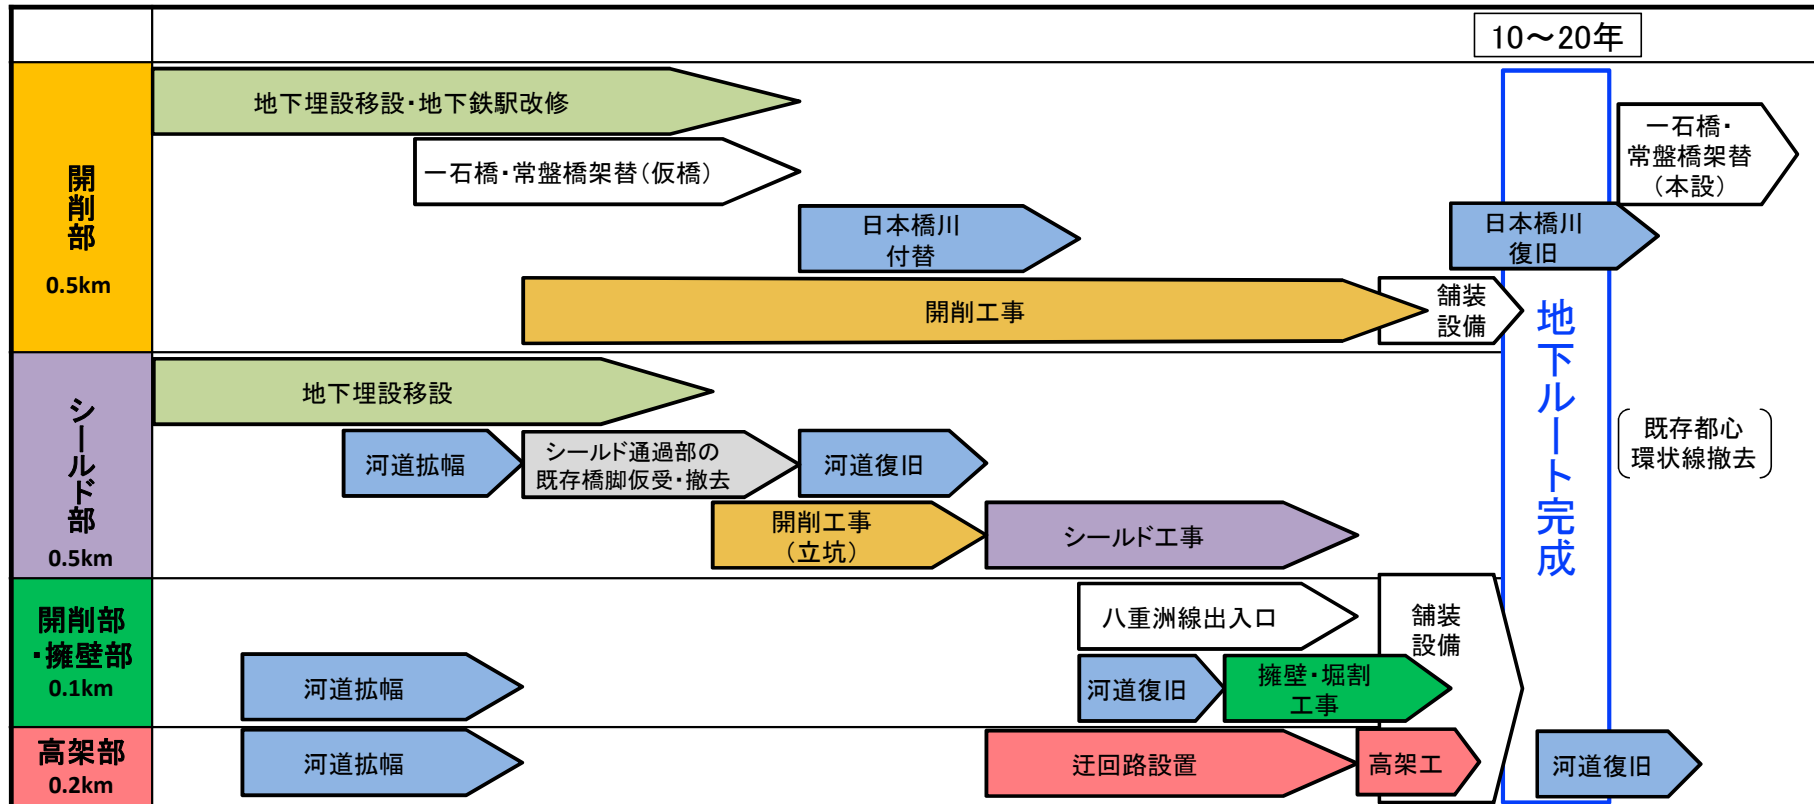 10～20年
開削部
0.5km
地下埋設移設・地下鉄駅改修
一石橋・常盤橋架替（仮橋）
日本橋川
付替
開削工事
舗装
設備
日本橋川
復旧
一石橋・
常盤橋架替
（本設）
地下ルート完成
既存都心
環状線撤去
シールド部
0.5km
地下埋設移設
河道拡幅
シールド通過部の
既存橋脚仮受・撤去
河道復旧
開削工事
（立坑）
シールド工事
開削部
・擁壁部
0.1km
河道拡幅
八重洲線出入口
河道復旧
擁壁・堀割
工事
舗装
設備
高架部
0.2km
河道拡幅
迂回路設置
高架工
河道復旧